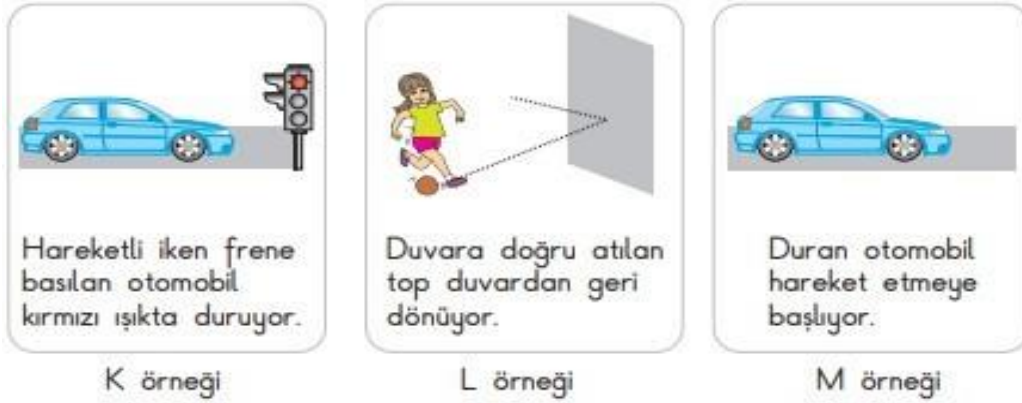 Hareketli iken frene
basılan otomobil
kırmızı ışıkta duruyor.
K örneği
Duvara doğru atılan
top duvardan geri
dönüyor.
L örneği
Duran otomobil
hareket etmeye
başlıyor.
M örneği